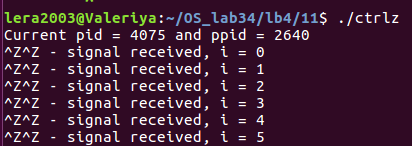 lera2003@Valeriya:~/OS_lab34/lb4/11$ ./ctrlz
Current pid = 4075 and ppid = 2640
^Z^Z - signal received, i = 0
^Z^Z - signal received, i = 1
^Z^Z - signal received, i = 2
^Z^Z - signal received, i = 3
^Z^Z - signal received, i = 4
^Z^Z - signal received, i = 5